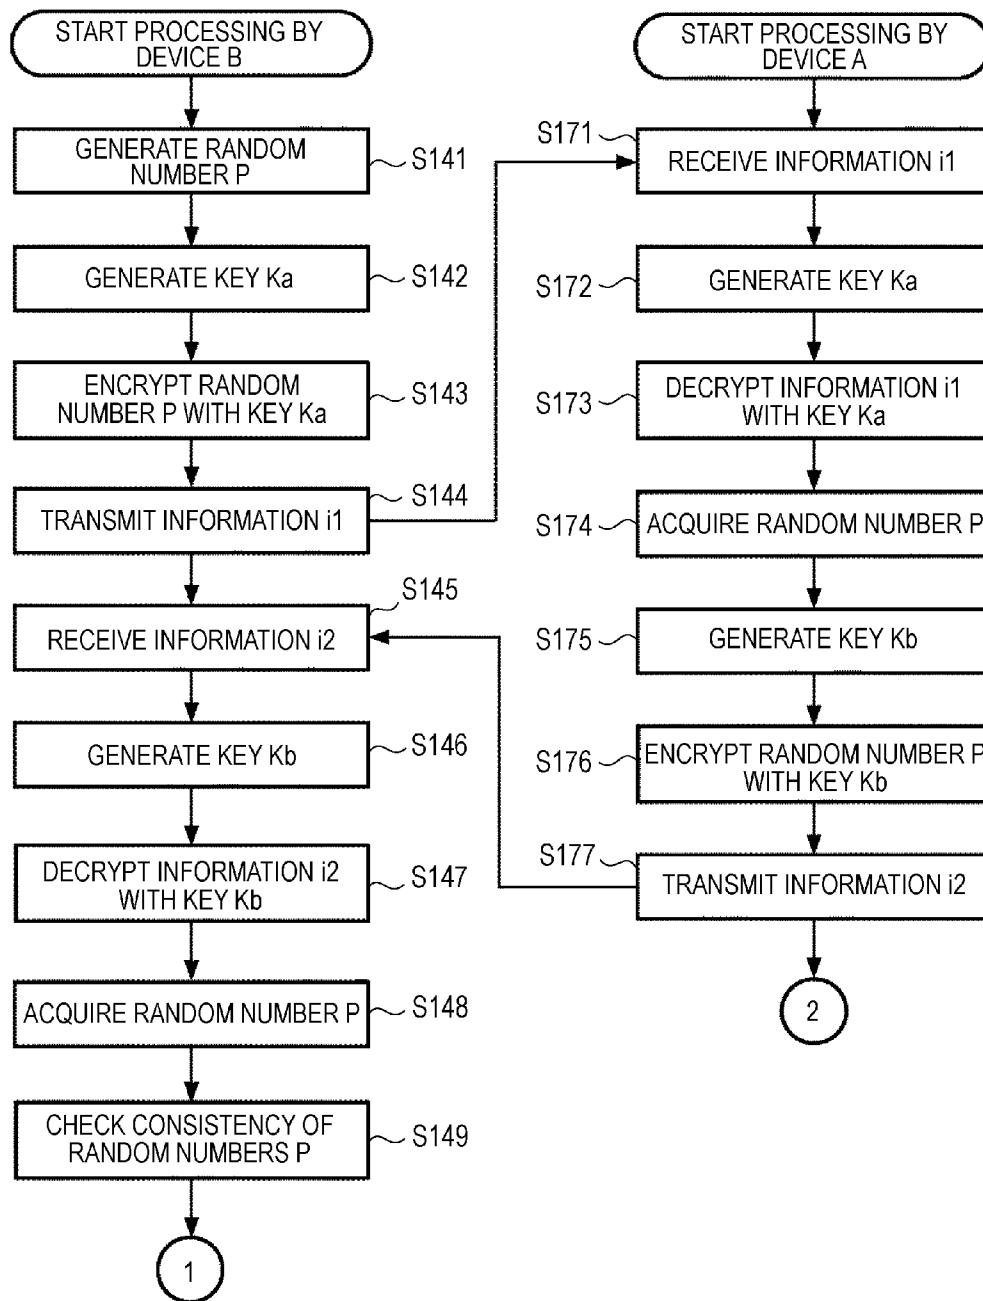 START PROCESSING BY
DEVICE B
GENERATE RANDOM
NUMBER P
S141
GENERATE KEY Ka
S142
ENCRYPT RANDOM
NUMBER P WITH KEY Ka
S143
TRANSMIT INFORMATION i1
S144
RECEIVE INFORMATION i2
S145
GENERATE KEY Kb
S146
DECRYPT INFORMATION i2
WITH KEY Kb
S147
ACQUIRE RANDOM NUMBER P
S148
CHECK CONSISTENCY OF
RANDOM NUMBERS P
S149
1
START PROCESSING BY
DEVICE A
S171
RECEIVE INFORMATION i1
S172
GENERATE KEY Ka
S173
DECRYPT INFORMATION i1
WITH KEY Ka
S174
ACQUIRE RANDOM NUMBER P
S175
GENERATE KEY Kb
S176
ENCRYPT RANDOM NUMBER P
WITH KEY Kb
S177
TRANSMIT INFORMATION i2
2